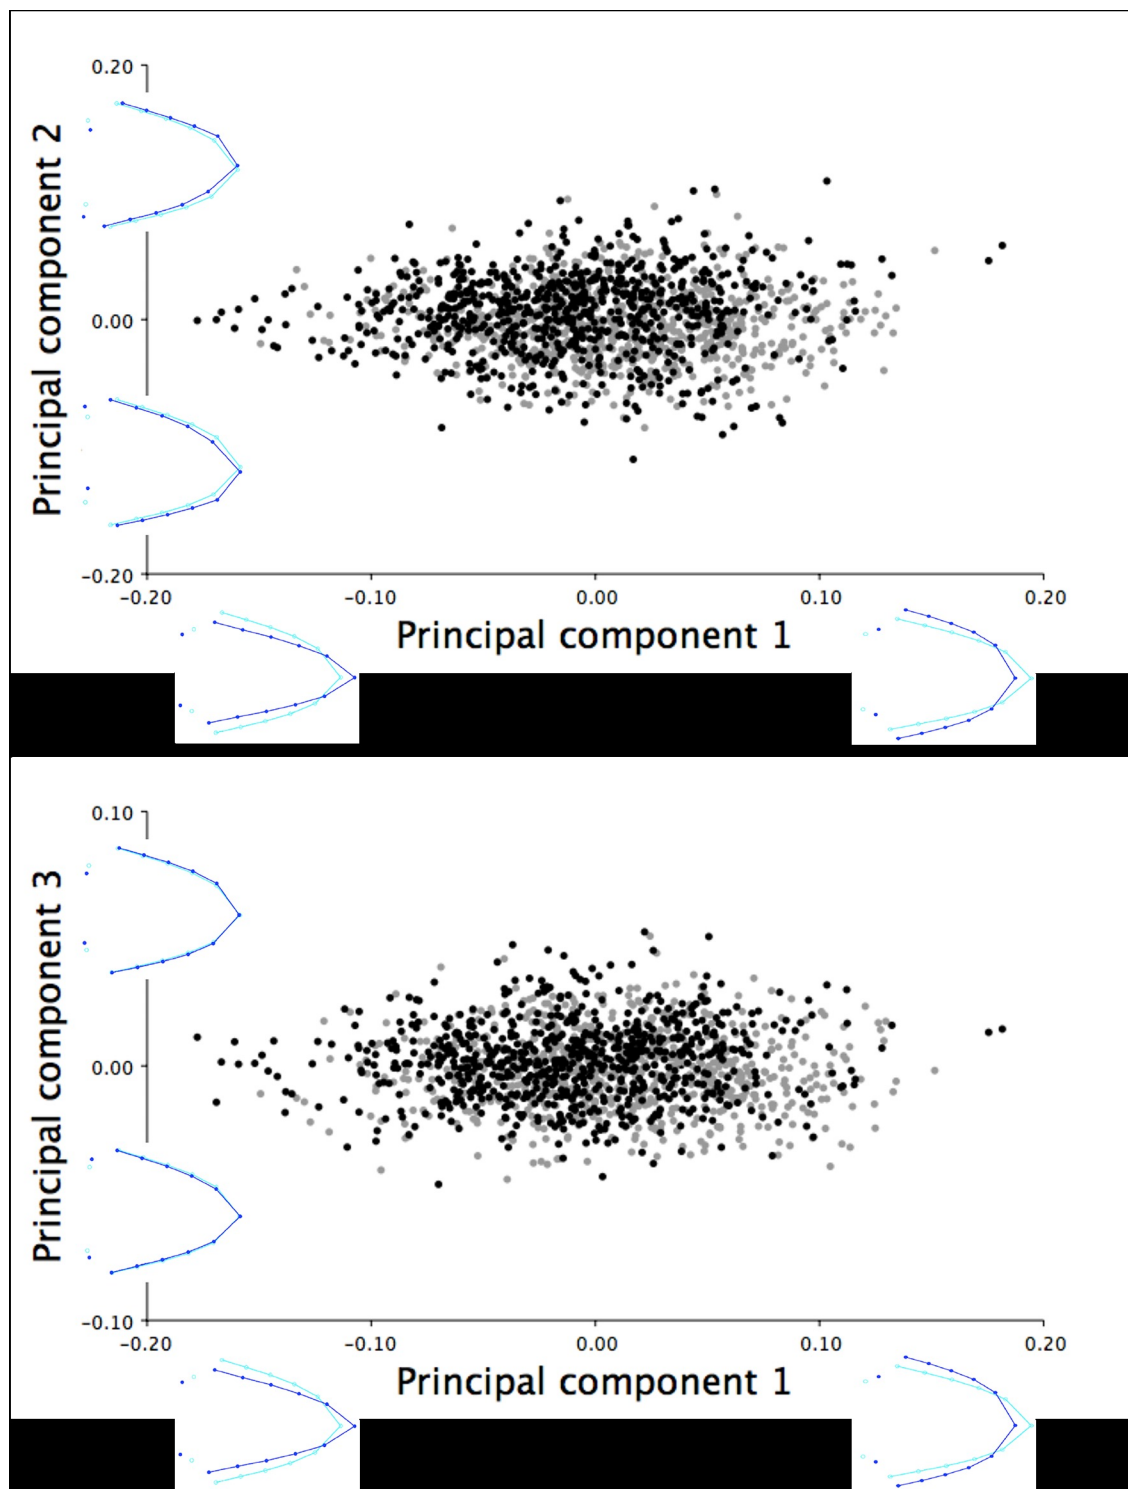 0.20
Principal component 2
0.00
−0.20
−0.20 −0.10 0.00 0.10 0.20
Principal component 1
0.10
Principal component 3
0.00
−0.10
−0.20 −0.10 0.00 0.10 0.20
Principal component 1